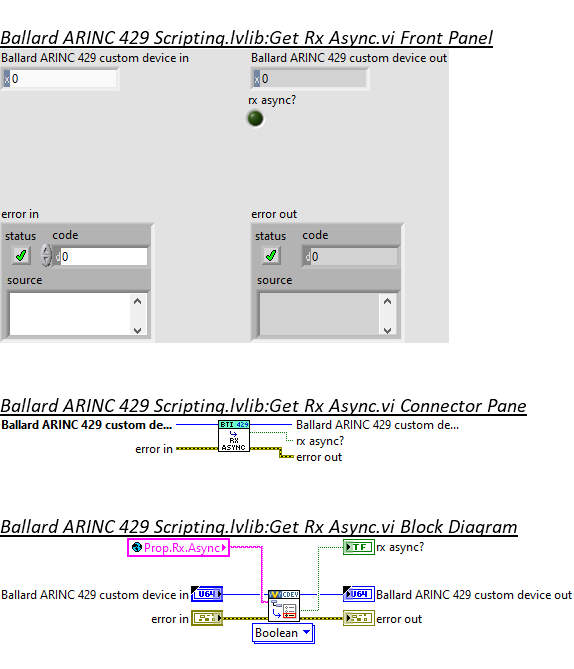 Ballard ARINC 429 Scripting.lvlib:Get Rx Async.vi Front Panel
Ballard ARINC 429 custom device in
Ballard ARINC 429 custom device out
x 0
x 0
rx async?
error in
error out
status code
status code
d 0
d 0
source
source
Ballard ARINC 429 Scripting.lvlib:Get Rx Async.vi Connector Pane
Ballard ARINC 429 custom de...
BTI 429
Ballard ARINC 429 custom de...
RX
ASYNC
rx async?
error in
error out
Ballard ARINC 429 Scripting.lvlib:Get Rx Async.vi Block Diagram
Prop.Rx.Async
TF
rx async?
Ballard ARINC 429 custom device in
U64
CDEV
U64
Ballard ARINC 429 custom device out
error in
error out
Boolean